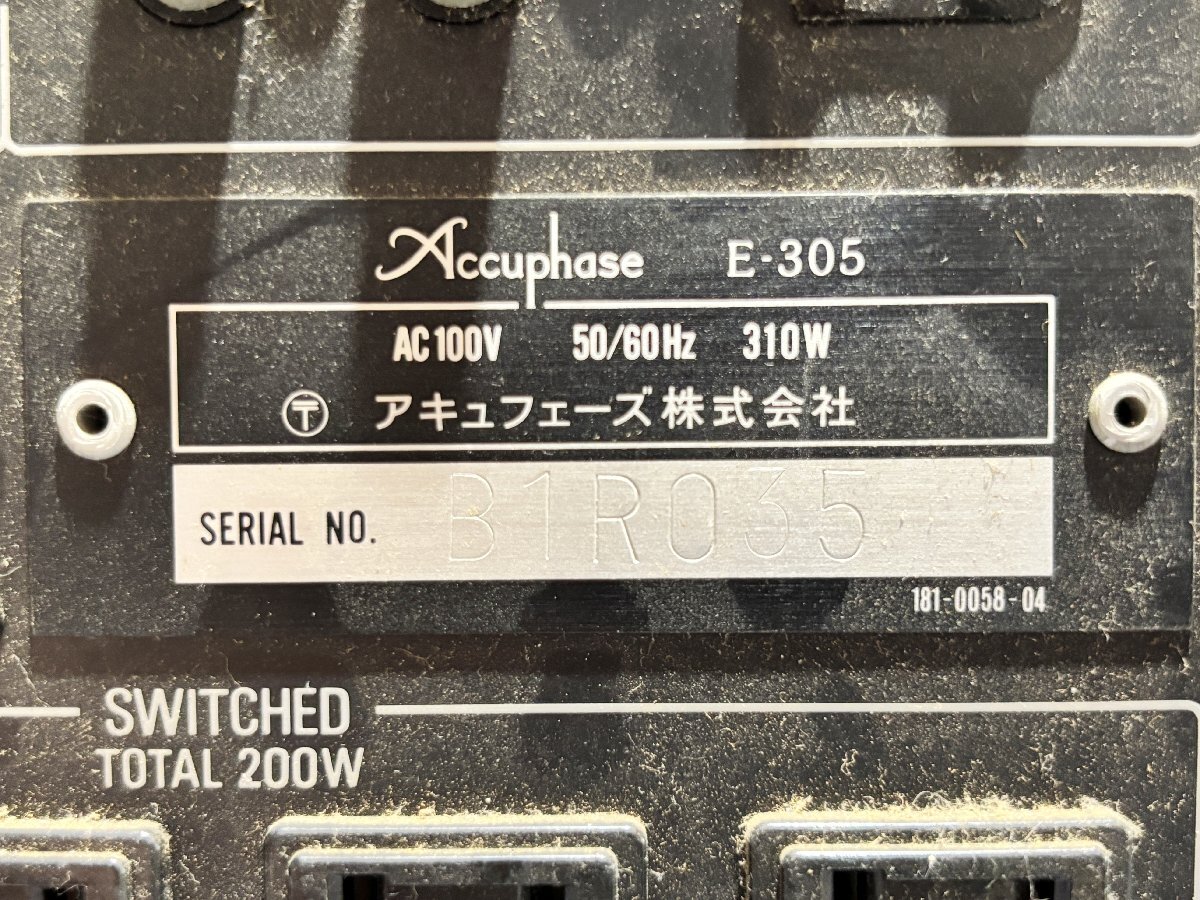 Accuphase E-305
AC100V 50/60Hz 310W
〒 アキュフェーズ株式会社
SERIAL NO. B1R035
181-0058-04
SWITCHED
TOTAL 200W